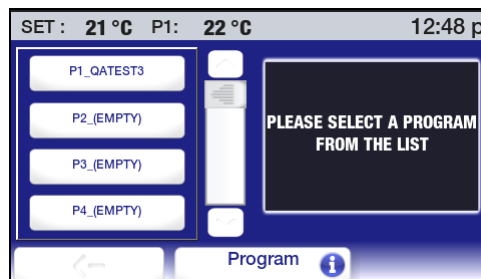 SET : 21 °C P1: 22 °C 12:48 p
P1_QATEST3
P2_(EMPTY)
P3_(EMPTY)
P4_(EMPTY)
PLEASE SELECT A PROGRAM
FROM THE LIST
Program i